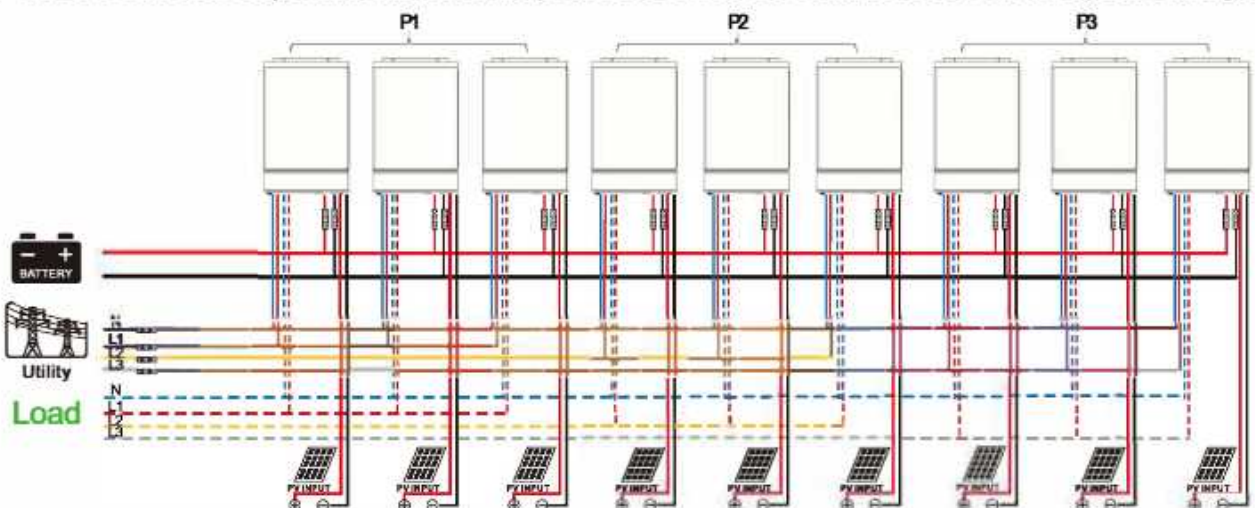 P1 P2 P3
- +
BATTERY
N
L1
L2
L3
Utility
N
L1
L2
L3
Load
PV INPUT PV INPUT PV INPUT PV INPUT PV INPUT PV INPUT PV INPUT PV INPUT PV INPUT